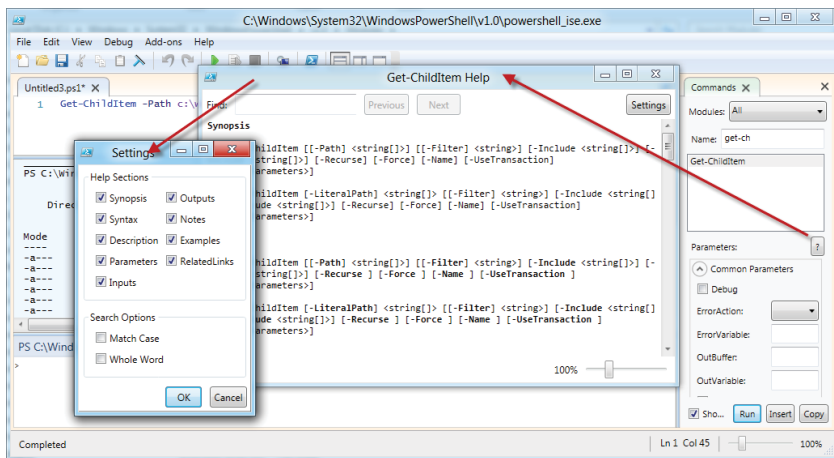 C:\Windows\System32\WindowsPowerShell\v1.0\powershell_ise.exe
File Edit View Debug Add-ons Help
Untitled3.ps1* X
1 Get-ChildItem -Path c:\
Get-ChildItem Help
Find:
Previous Next Settings
Synopsis
hildItem [[-Path] <string[]>] [[-Filter] <string>] [-Include <string[]>] [-
string[]>] [-Recurse] [-Force] [-Name] [-UseTransaction]
arameters>]
hildItem [-LiteralPath] <string[]> [[-Filter] <string>] [-Include <string[]
ude <string[]>] [-Recurse] [-Force] [-Name] [-UseTransaction]
arameters>]
hildItem [[-Path] <string[]>] [[-Filter] <string>] [-Include <string[]>] [-
string[]>] [-Recurse ] [-Force ] [-Name ] [-UseTransaction ]
arameters>]
hildItem [-LiteralPath] <string[]> [[-Filter] <string>] [-Include <string[]
ude <string[]>] [-Recurse ] [-Force ] [-Name ] [-UseTransaction ]
arameters>]
100%
Settings
Help Sections
Synopsis Outputs
Syntax Notes
Description Examples
Parameters RelatedLinks
Inputs
Search Options
Match Case
Whole Word
OK Cancel
PS C:\Wi
Direc
Mode
----
-a---
-a---
-a---
-a---
-a---
PS C:\Wind
>
Commands X
Modules: All
Name: get-ch
Get-ChildItem
Parameters: ?
Common Parameters
Debug
ErrorAction:
ErrorVariable:
OutBuffer:
OutVariable:
Sho... Run Insert Copy
Completed
Ln 1 Col 45
100%